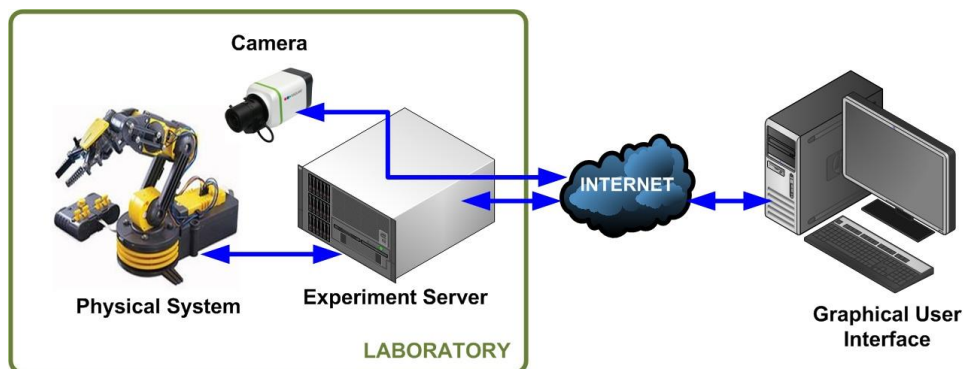 Camera
INTERNET
Physical System
Experiment Server
Graphical User
Interface
LABORATORY